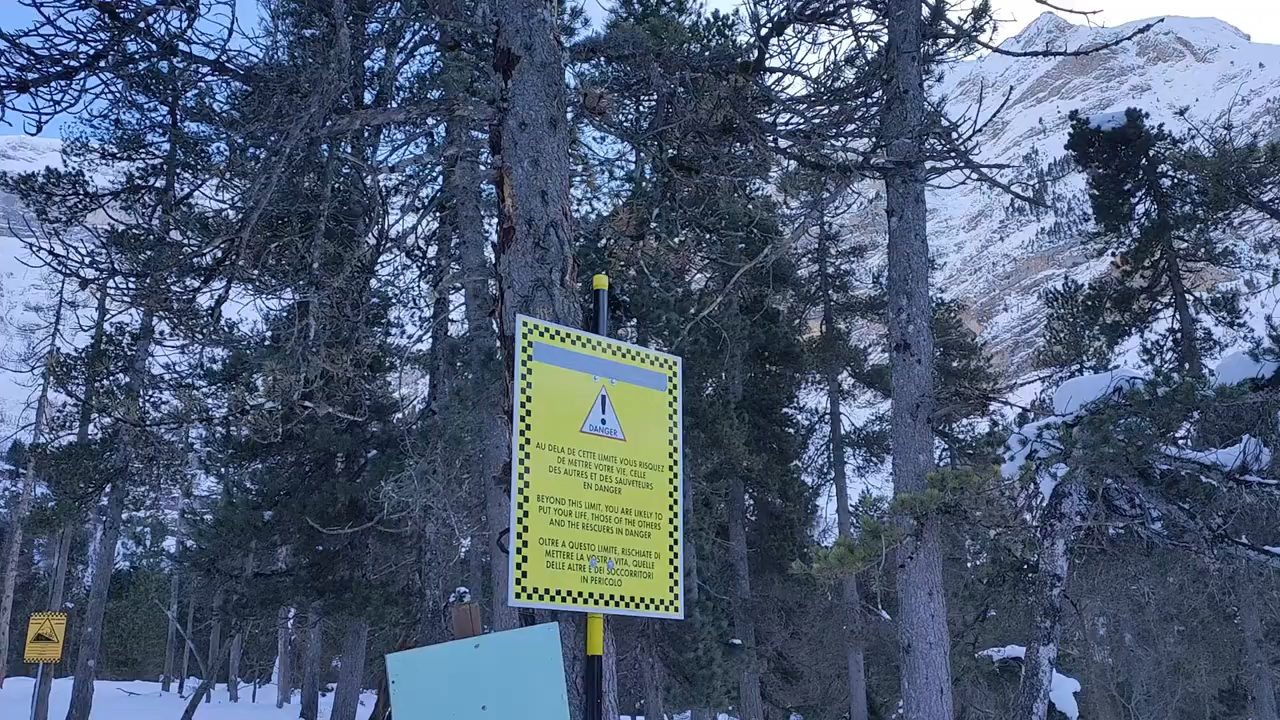 DANGER
AU DELA DE CETTE LIMITE VOUS RISQUEZ
DE METTRE VOTRE VIE, CELLE
DES AUTRES ET DES SAUVETEURS
EN DANGER
BEYOND THIS LIMIT, YOU ARE LIKELY TO
PUT YOUR LIFE, THOSE OF THE OTHERS
AND THE RESCUERS IN DANGER
OLTRE A QUESTO LIMITE, RISCHIATE DI
METTERE LA VOSTRA VITA, QUELLE
DELLE ALTRE E DEI SOCCORRITORI
IN PERICOLO